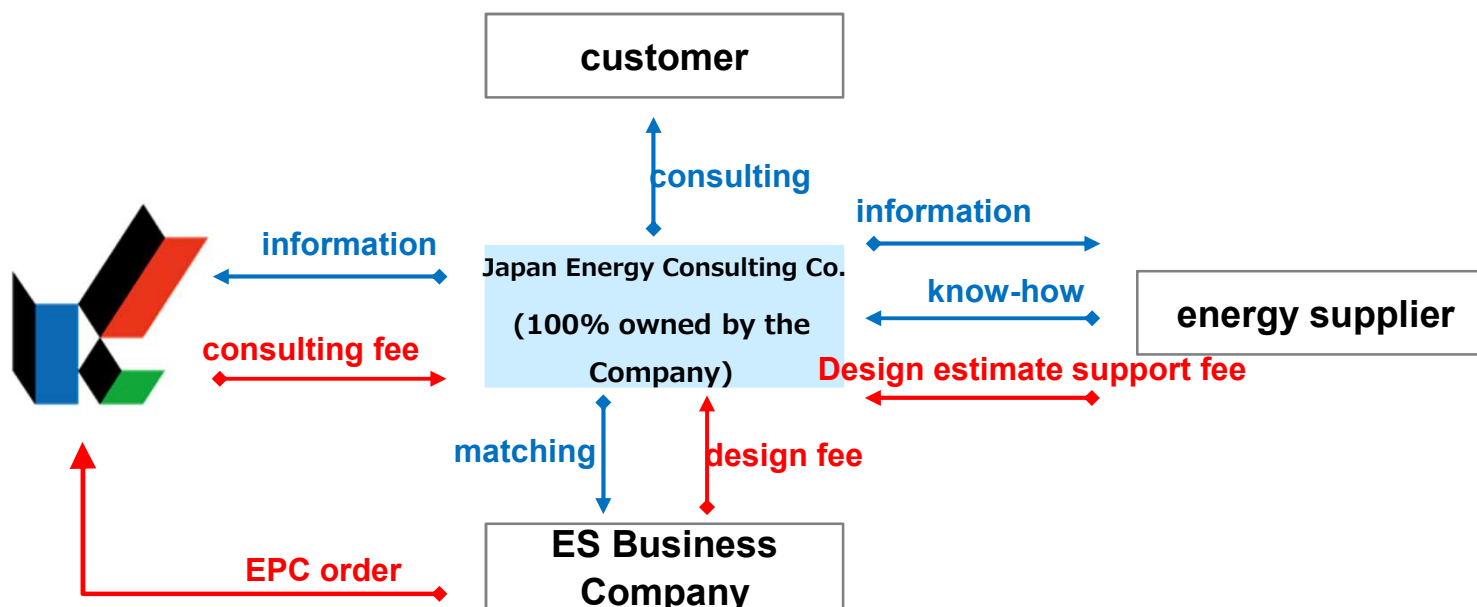 customer
consulting
information
information
Japan Energy Consulting Co.
(100% owned by the
Company)
know-how
energy supplier
consulting fee
Design estimate support fee
matching
design fee
ES Business
Company
EPC order